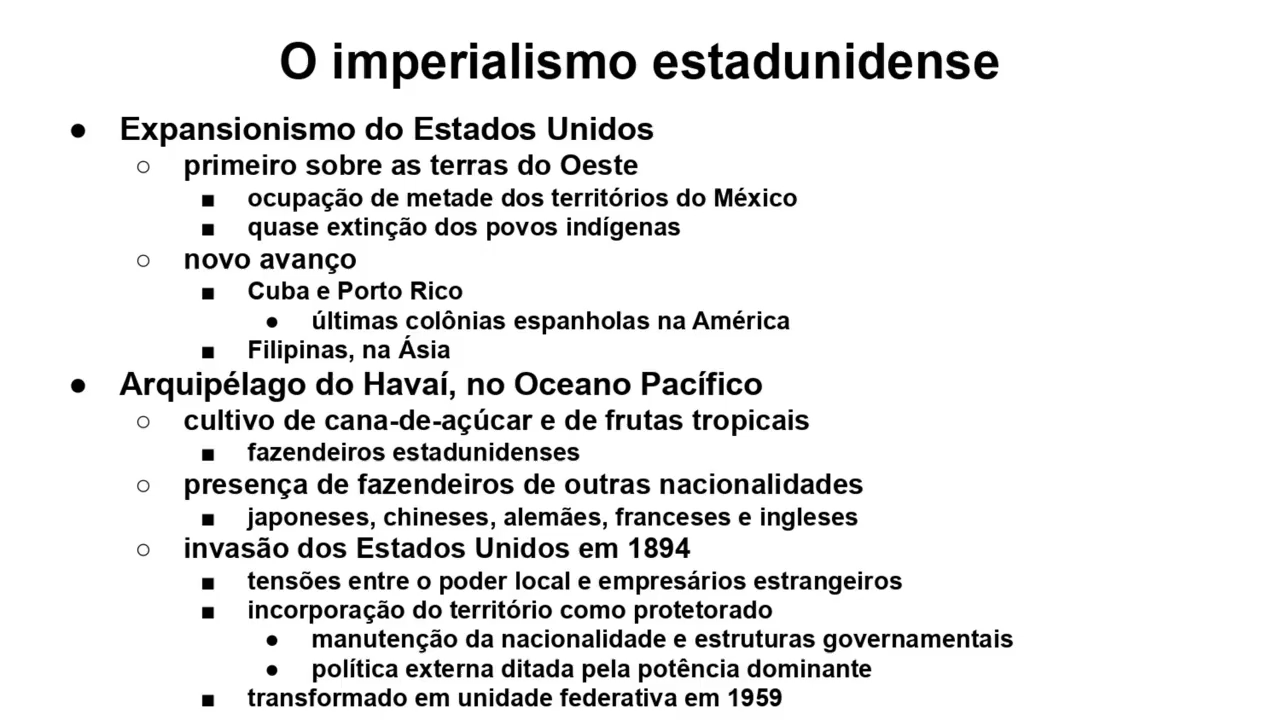 O imperialismo estadunidense
● Expansionismo do Estados Unidos
○ primeiro sobre as terras do Oeste
■ ocupação de metade dos territórios do México
■ quase extinção dos povos indígenas
○ novo avanço
■ Cuba e Porto Rico
● últimas colônias espanholas na América
■ Filipinas, na Ásia
● Arquipélago do Havaí, no Oceano Pacífico
○ cultivo de cana-de-açúcar e de frutas tropicais
■ fazendeiros estadunidenses
○ presença de fazendeiros de outras nacionalidades
■ japoneses, chineses, alemães, franceses e ingleses
○ invasão dos Estados Unidos em 1894
■ tensões entre o poder local e empresários estrangeiros
■ incorporação do território como protetorado
● manutenção da nacionalidade e estruturas governamentais
● política externa ditada pela potência dominante
■ transformado em unidade federativa em 1959